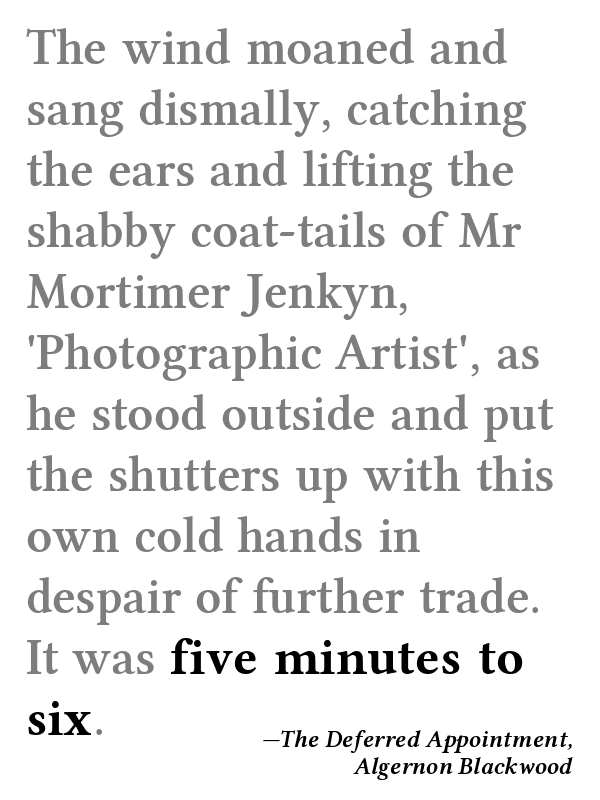 The wind moaned and
sang dismally, catching
the ears and lifting the
shabby coat-tails of Mr
Mortimer Jenkyn,
'Photographic Artist', as
he stood outside and put
the shutters up with this
own cold hands in
despair of further trade.
It was five minutes to
six.
—The Deferred Appointment,
Algernon Blackwood